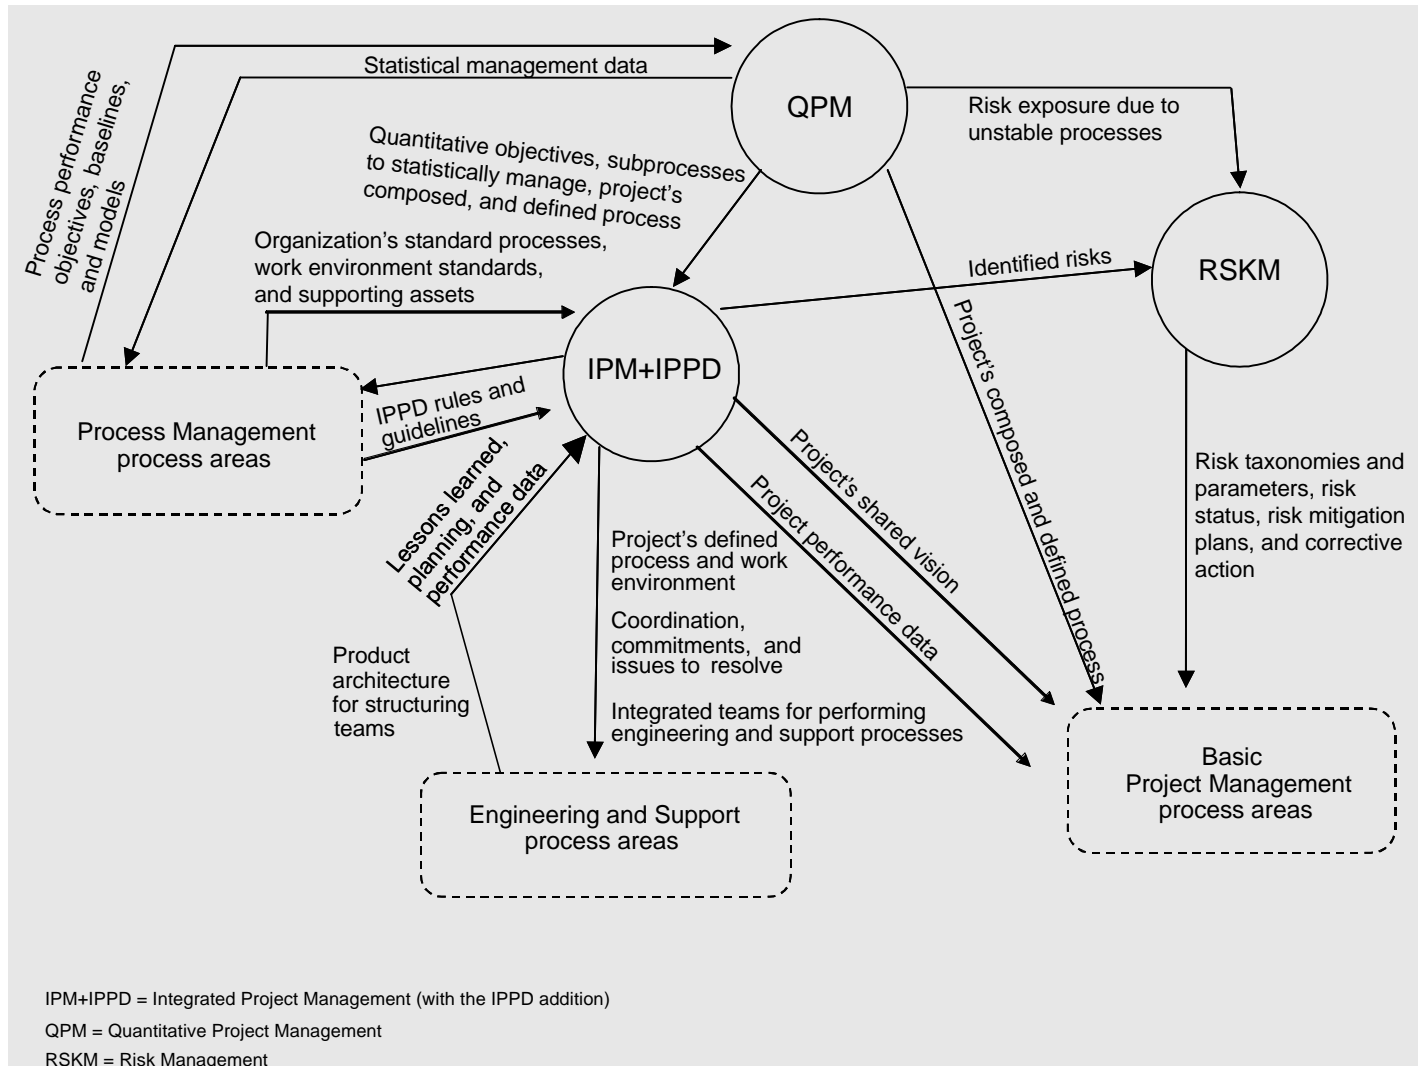 Statistical management data
QPM
Process performance
objectives, baselines,
and models
Risk exposure due to
unstable processes
Quantitative objectives, subprocesses
to statistically manage, project's
composed, and defined process
Organization's standard processes,
work environment standards,
and supporting assets
Identified risks
RSKM
IPM+IPPD
Project's composed and defined process
IPPD rules and
guidelines
Process Management
process areas
Lessons learned,
planning, and
performance data
Project's shared vision
Project performance data
Risk taxonomies and
parameters, risk
status, risk mitigation
plans, and corrective
action
Project's defined
process and work
environment
Coordination,
commitments, and
issues to resolve
Integrated teams for performing
engineering and support processes
Product
architecture
for structuring
teams
Basic
Project Management
process areas
Engineering and Support
process areas
IPM+IPPD = Integrated Project Management (with the IPPD addition)
QPM = Quantitative Project Management
RSKM = Risk Management